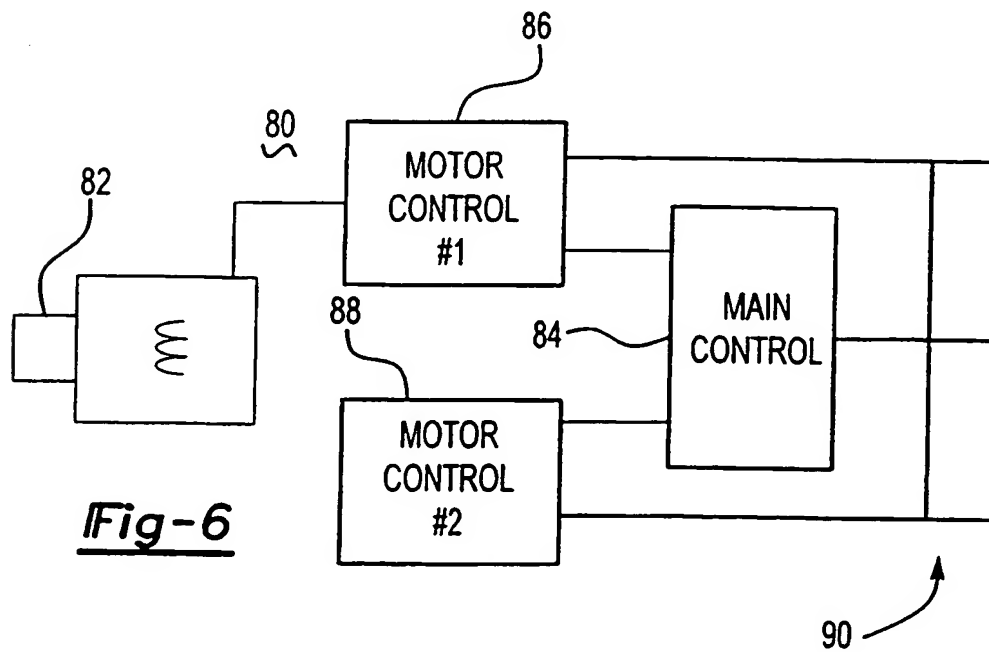 86
80
MOTOR
CONTROL
#1
82
MAIN
CONTROL
84
88
MOTOR
CONTROL
#2
Fig-6
90